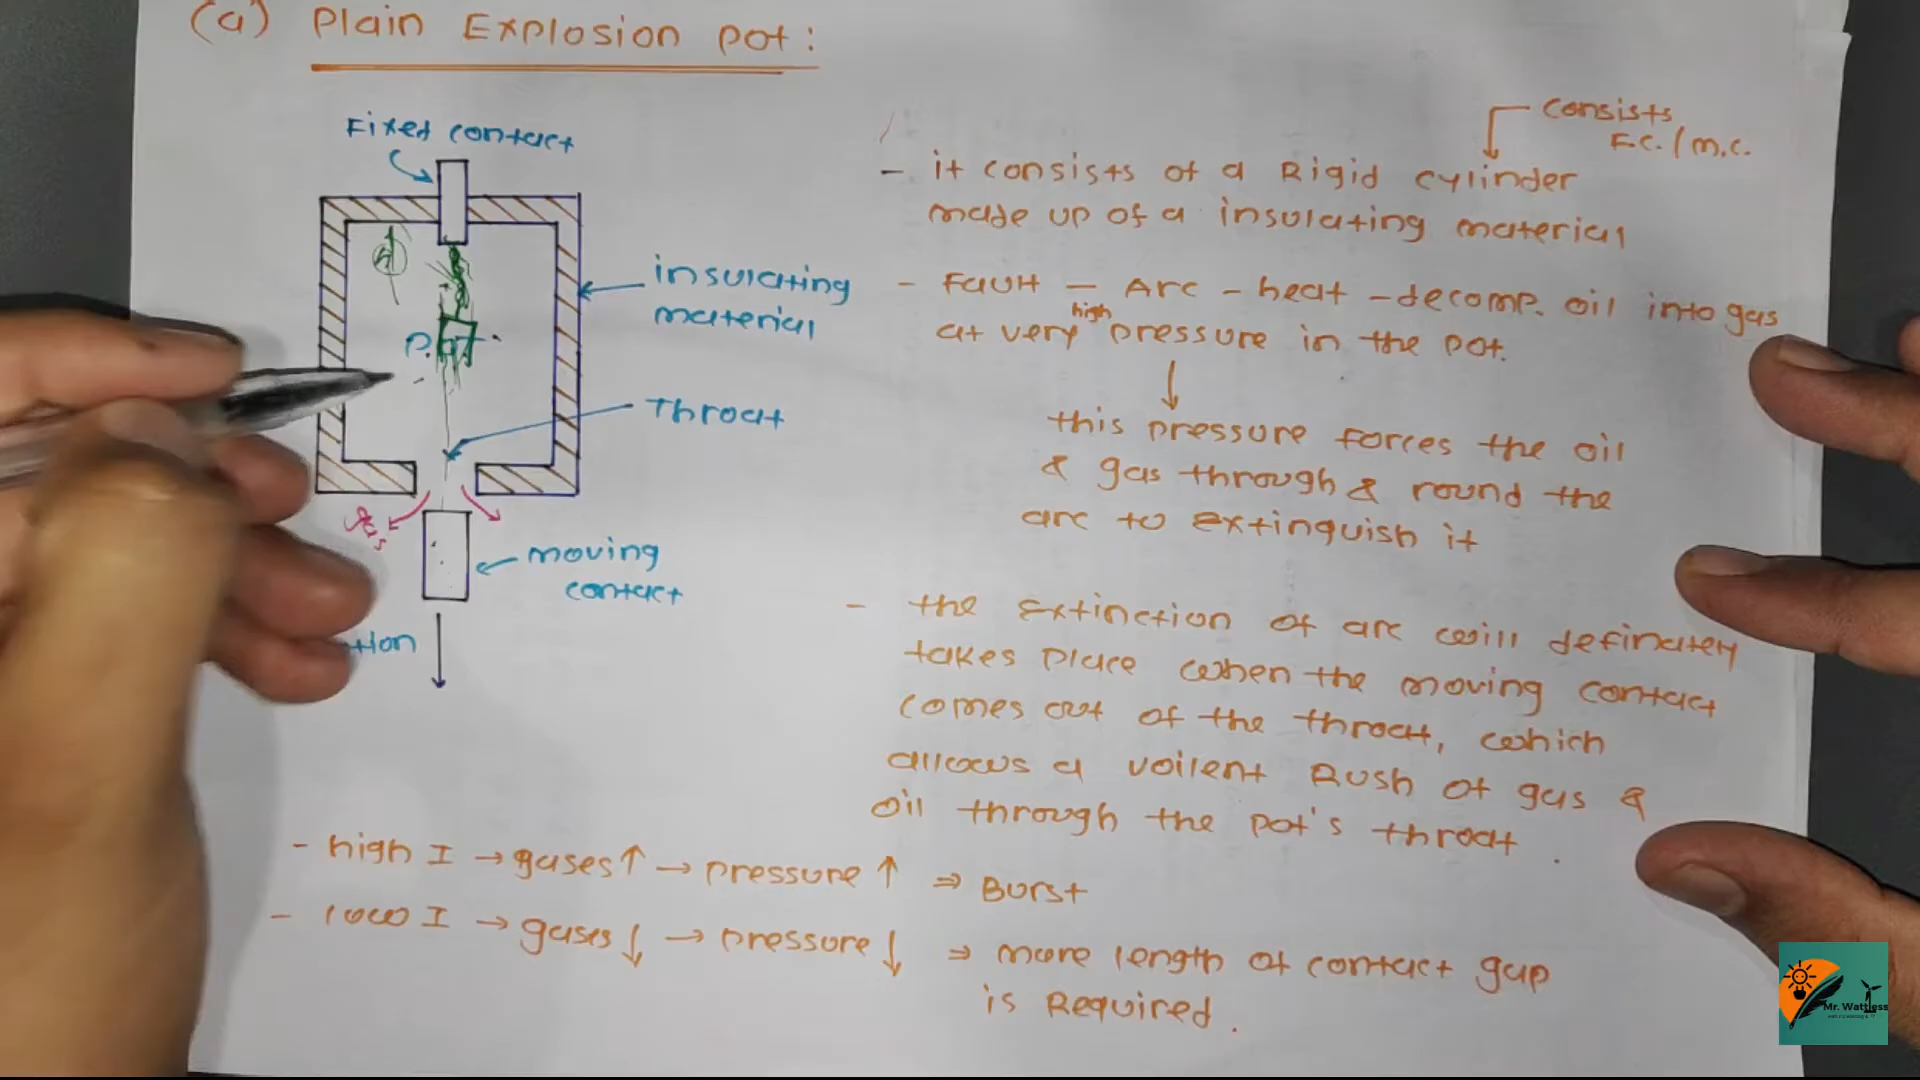 (a) Plain Explosion pot:
Fixed contact
insulating
material
Throat
moving
contact
Gas
P.
H
consists
F.C. / M.C.
- it consists of a Rigid cylinder
made up of a insulating material
- Fault - Arc - heat - decomp. oil into gas
at very high pressure in the pot.
this pressure forces the oil
& gas through & round the
arc to extinguish it
- the Extinction of arc will definately
takes place when the moving contact
comes out of the throat, which
allows a voilent Rush of gas &
oil through the pot's throat.
- high I → gases ↑ → pressure ↑ ⇒ Burst
- low I → gases ↓ → pressure ↓ ⇒ more length of contact gap
is Required.
Mr. Wattless